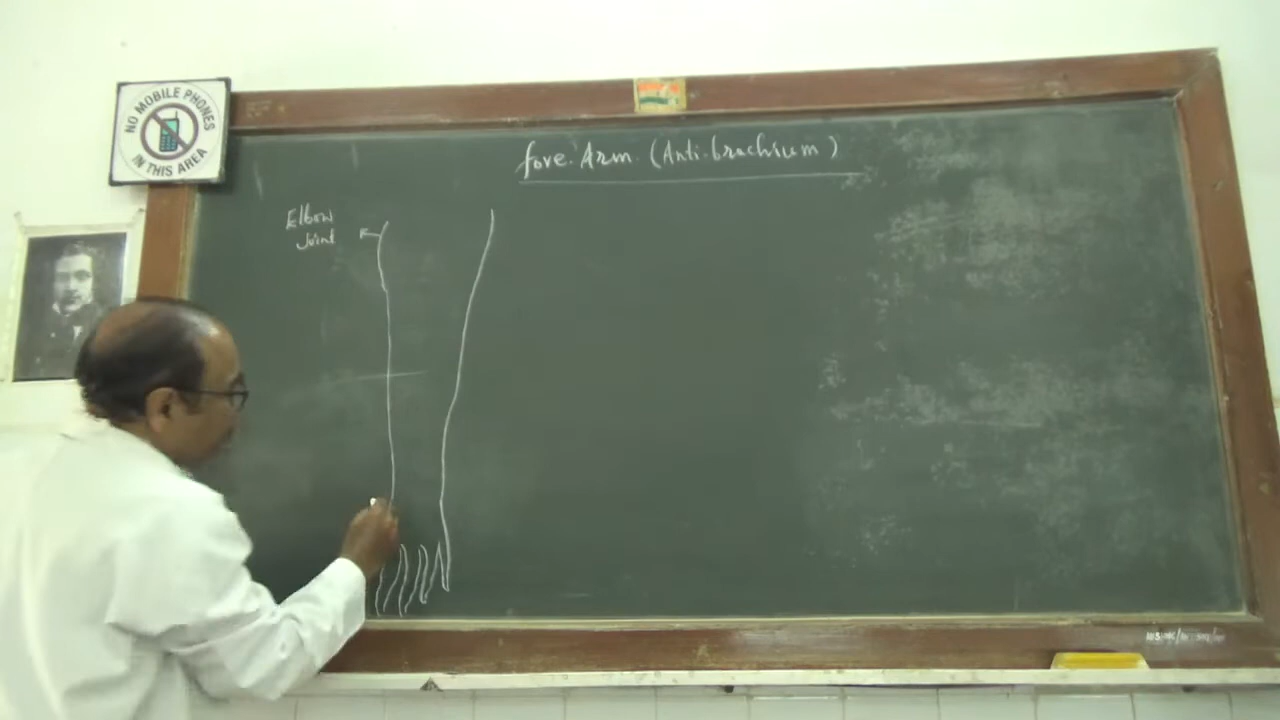 NO MOBILE PHONES
IN THIS AREA
fore. Arm. (Anti-brachium)
Elbow
Joint